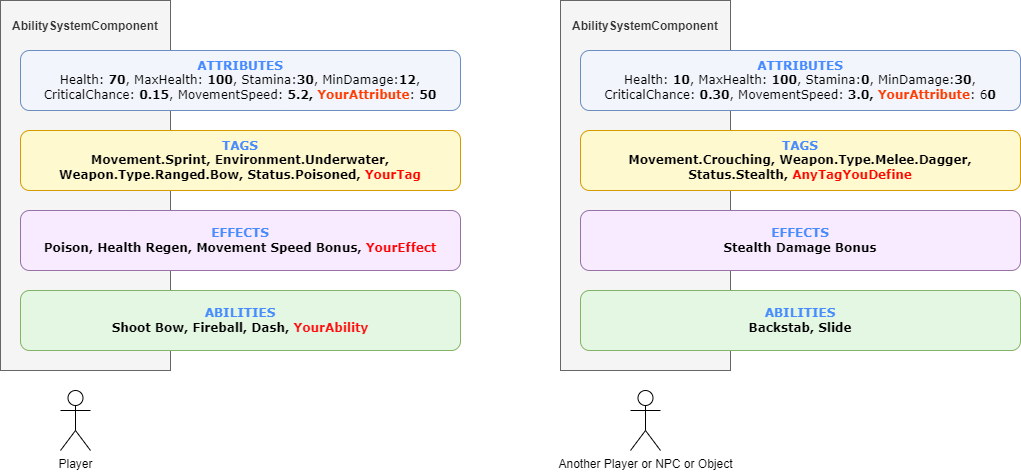 AbilitySystemComponent
ATTRIBUTES
Health: 70, MaxHealth: 100, Stamina:30, MinDamage:12,
CriticalChance: 0.15, MovementSpeed: 5.2, YourAttribute: 50
TAGS
Movement.Sprint, Environment.Underwater,
Weapon.Type.Ranged.Bow, Status.Poisoned, YourTag
EFFECTS
Poison, Health Regen, Movement Speed Bonus, YourEffect
ABILITIES
Shoot Bow, Fireball, Dash, YourAbility
Player
AbilitySystemComponent
ATTRIBUTES
Health: 10, MaxHealth: 100, Stamina:0, MinDamage:30,
CriticalChance: 0.30, MovementSpeed: 3.0, YourAttribute: 60
TAGS
Movement.Crouching, Weapon.Type.Melee.Dagger,
Status.Stealth, AnyTagYouDefine
EFFECTS
Stealth Damage Bonus
ABILITIES
Backstab, Slide
Another Player or NPC or Object